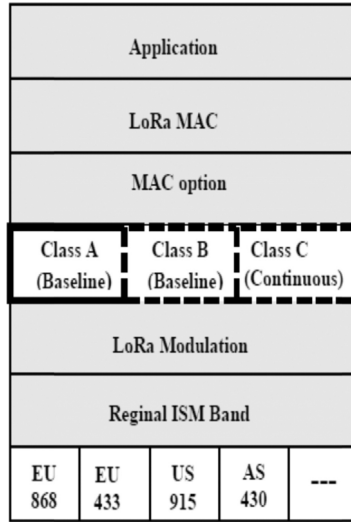 Application
LoRa MAC
MAC option
Class A
(Baseline)
Class B
(Baseline)
Class C
(Continuous)
LoRa Modulation
Reginal ISM Band
EU
868
EU
433
US
915
AS
430
---